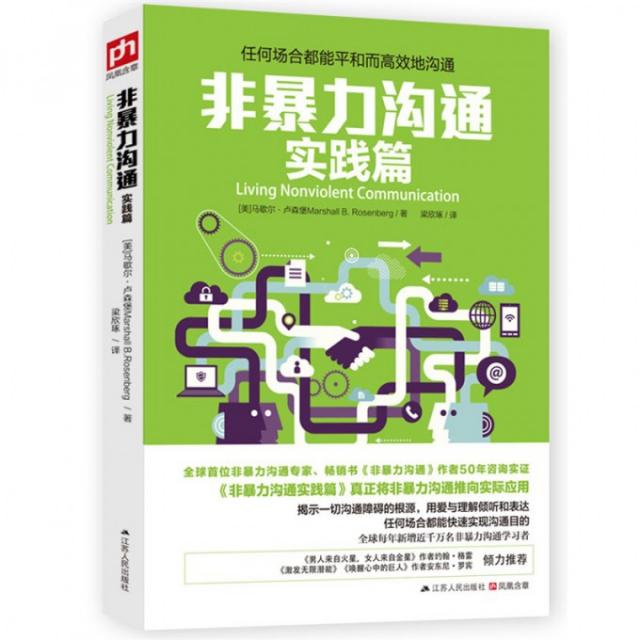 ph
凤凰含章
非暴力沟通
实践篇
Living Nonviolent Communication
[美]马歇尔·卢森堡Marshall B. Rosenberg / 著
梁欣琢 / 译
江苏人民出版社
任何场合都能平和而高效地沟通
非暴力沟通
实践篇
Living Nonviolent Communication
[美]马歇尔·卢森堡Marshall B. Rosenberg / 著 梁欣琢 / 译
@
全球首位非暴力沟通专家、畅销书《非暴力沟通》作者50年咨询实证
《非暴力沟通实践篇》真正将非暴力沟通推向实际应用
揭示一切沟通障碍的根源，用爱与理解倾听和表达
任何场合都能快速实现沟通目的
全球每年新增近千万名非暴力沟通学习者
《男人来自火星，女人来自金星》作者约翰·格雷
《激发无限潜能》《唤醒心中的巨人》作者安东尼·罗宾
倾力推荐
江苏人民出版社 ph 凤凰含章